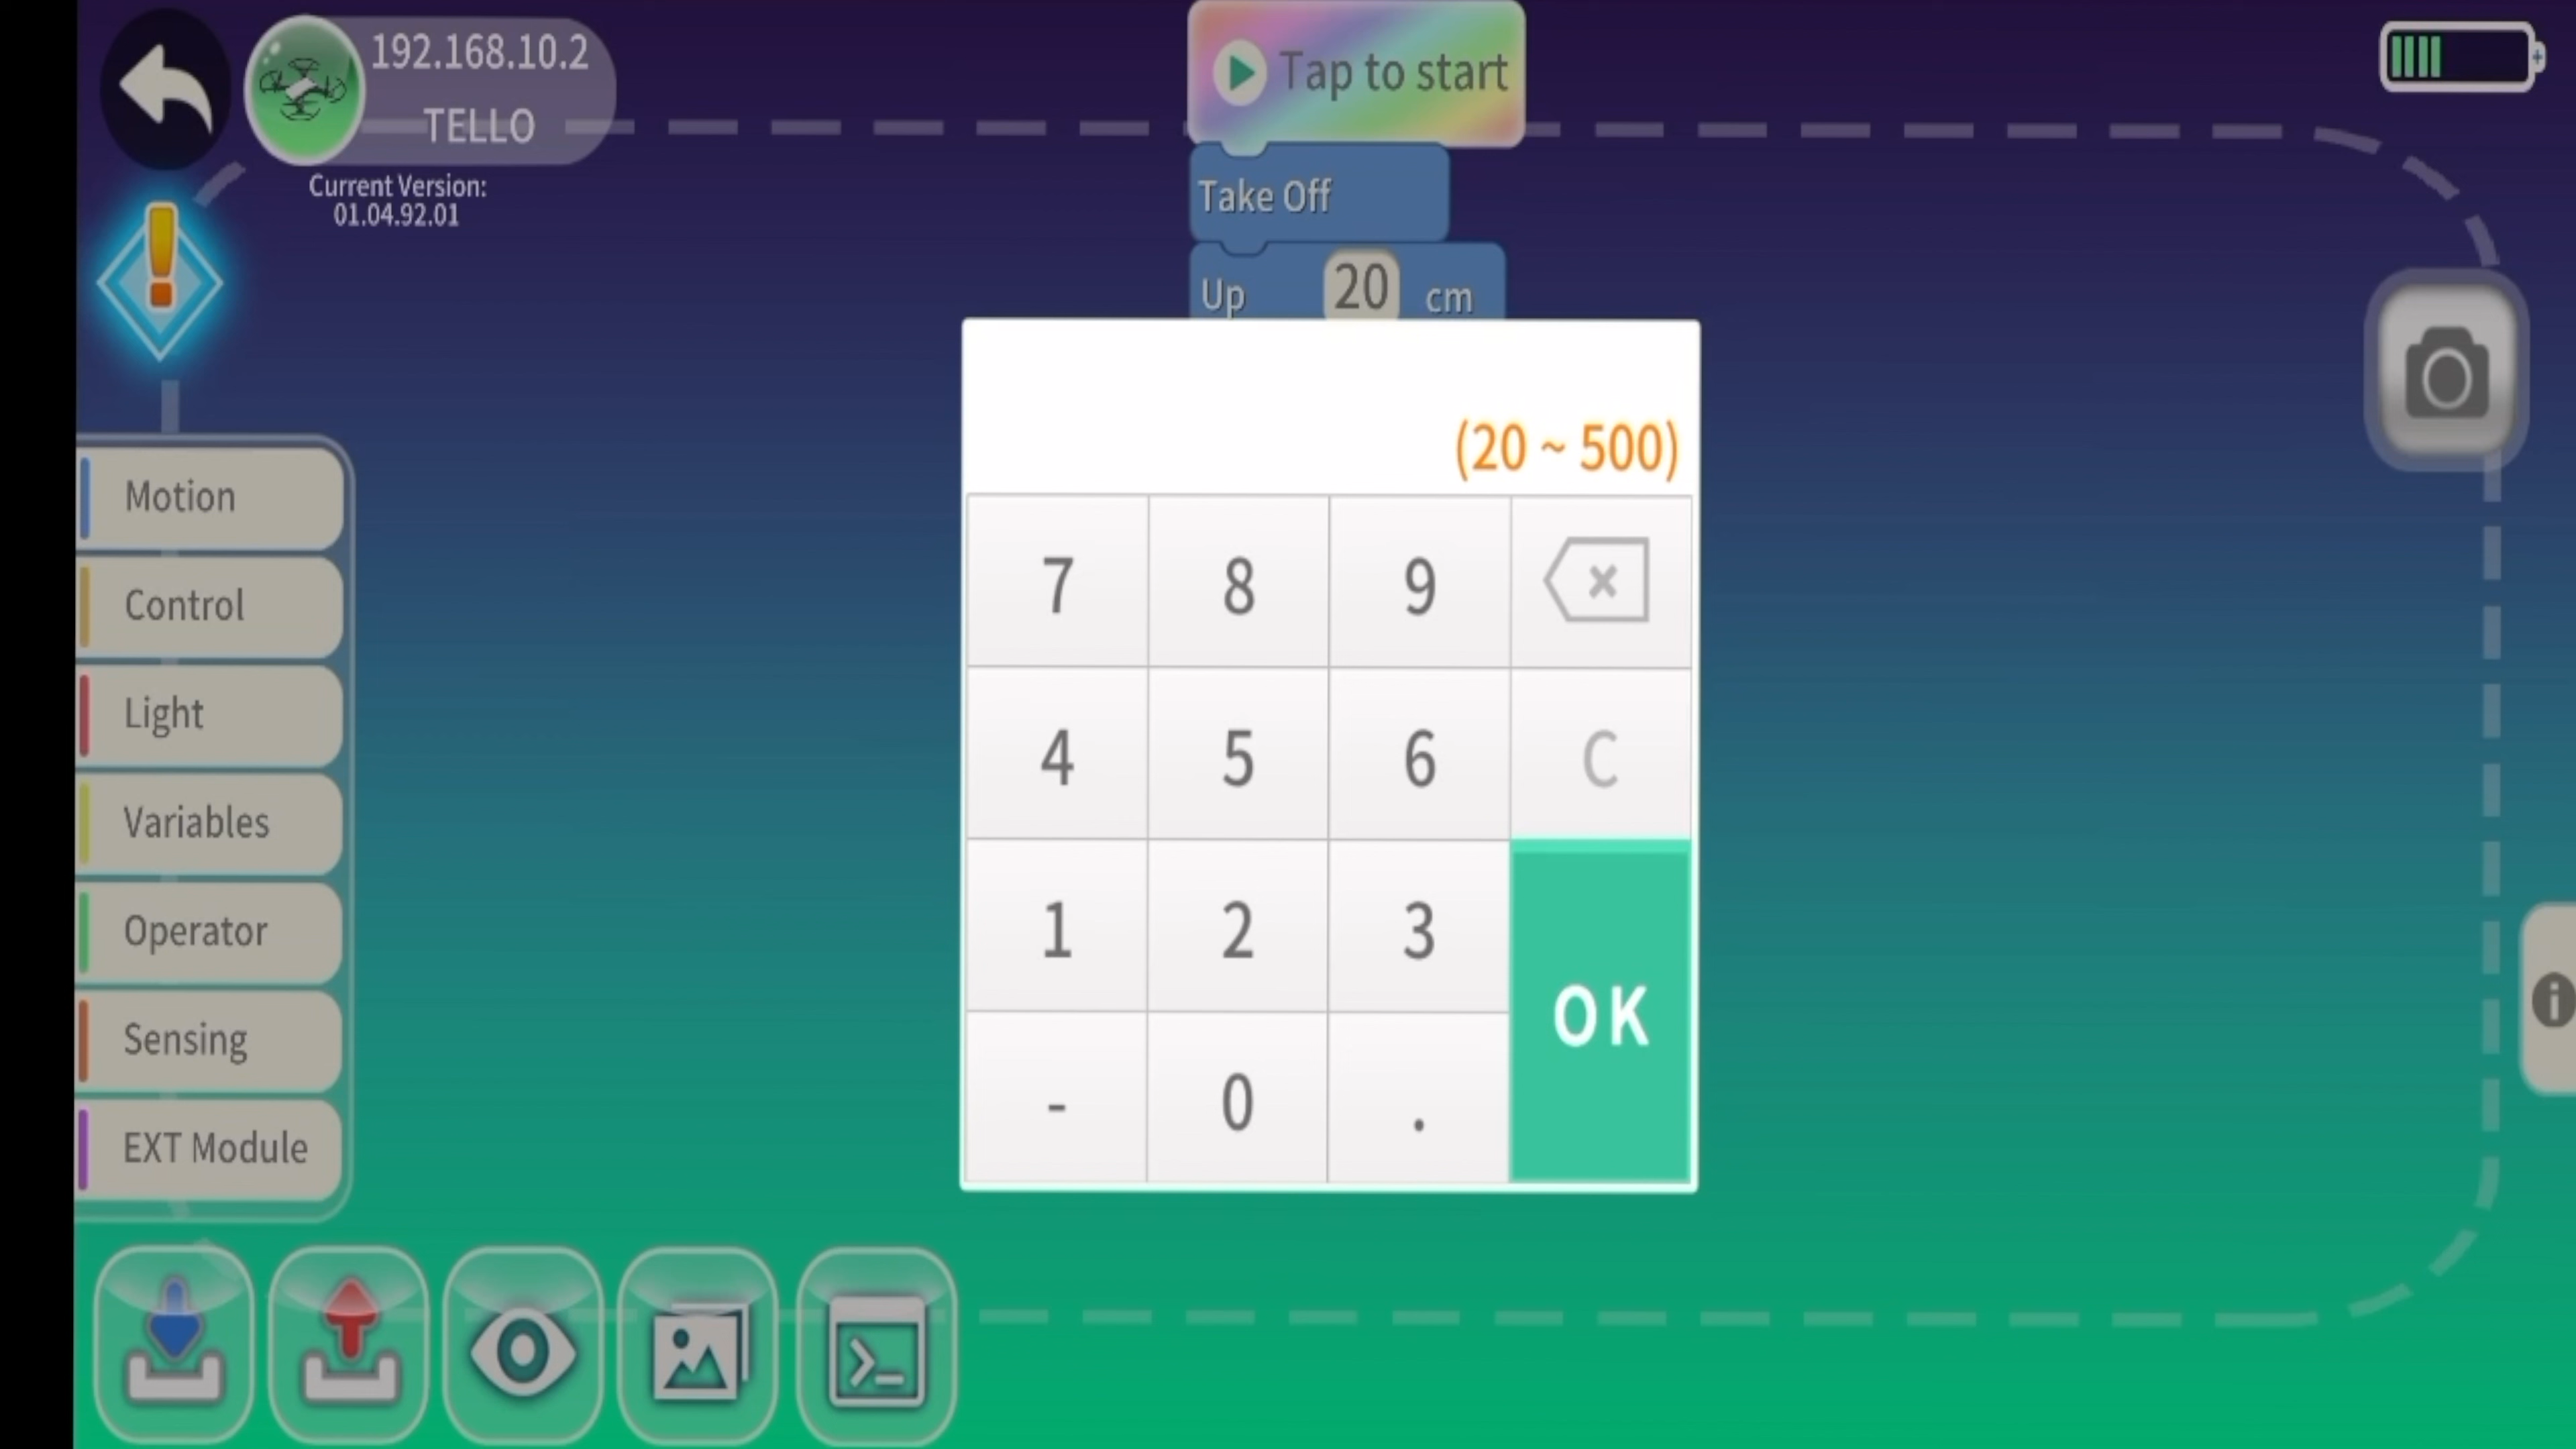 192.168.10.2
TELLO
Current Version:
01.04.92.01
Tap to start
Take Off
Up 20 cm
(20 ~ 500)
7 8 9
4 5 6 C
1 2 3
OK
- 0 .
Motion
Control
Light
Variables
Operator
Sensing
EXT Module